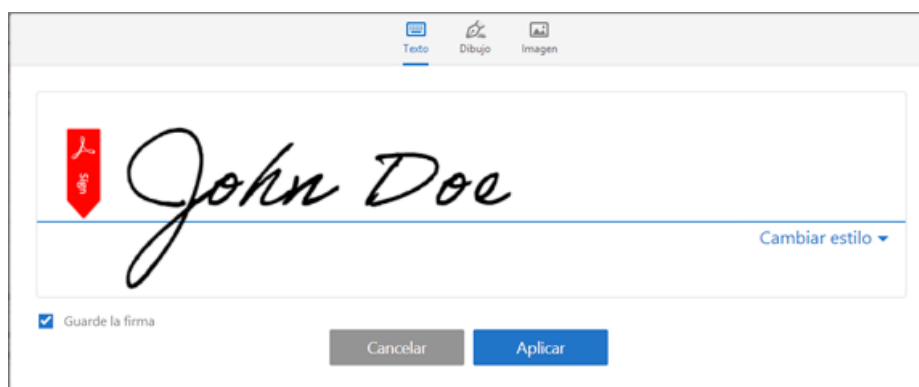 Texto Dibujo Imagen
Sign
John Doe
Cambiar estilo
Guarde la firma
Cancelar Aplicar